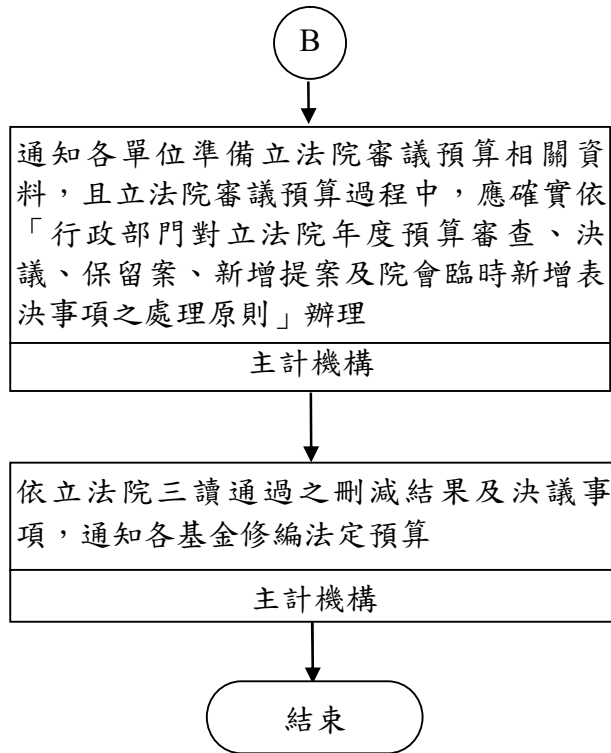 B
通知各單位準備立法院審議預算相關資
料，且立法院審議預算過程中，應確實依
「行政部門對立法院年度預算審查、決
議、保留案、新增提案及院會臨時新增表
決事項之處理原則」辦理
主計機構
依立法院三讀通過之刪減結果及決議事
項，通知各基金修編法定預算
主計機構
結束